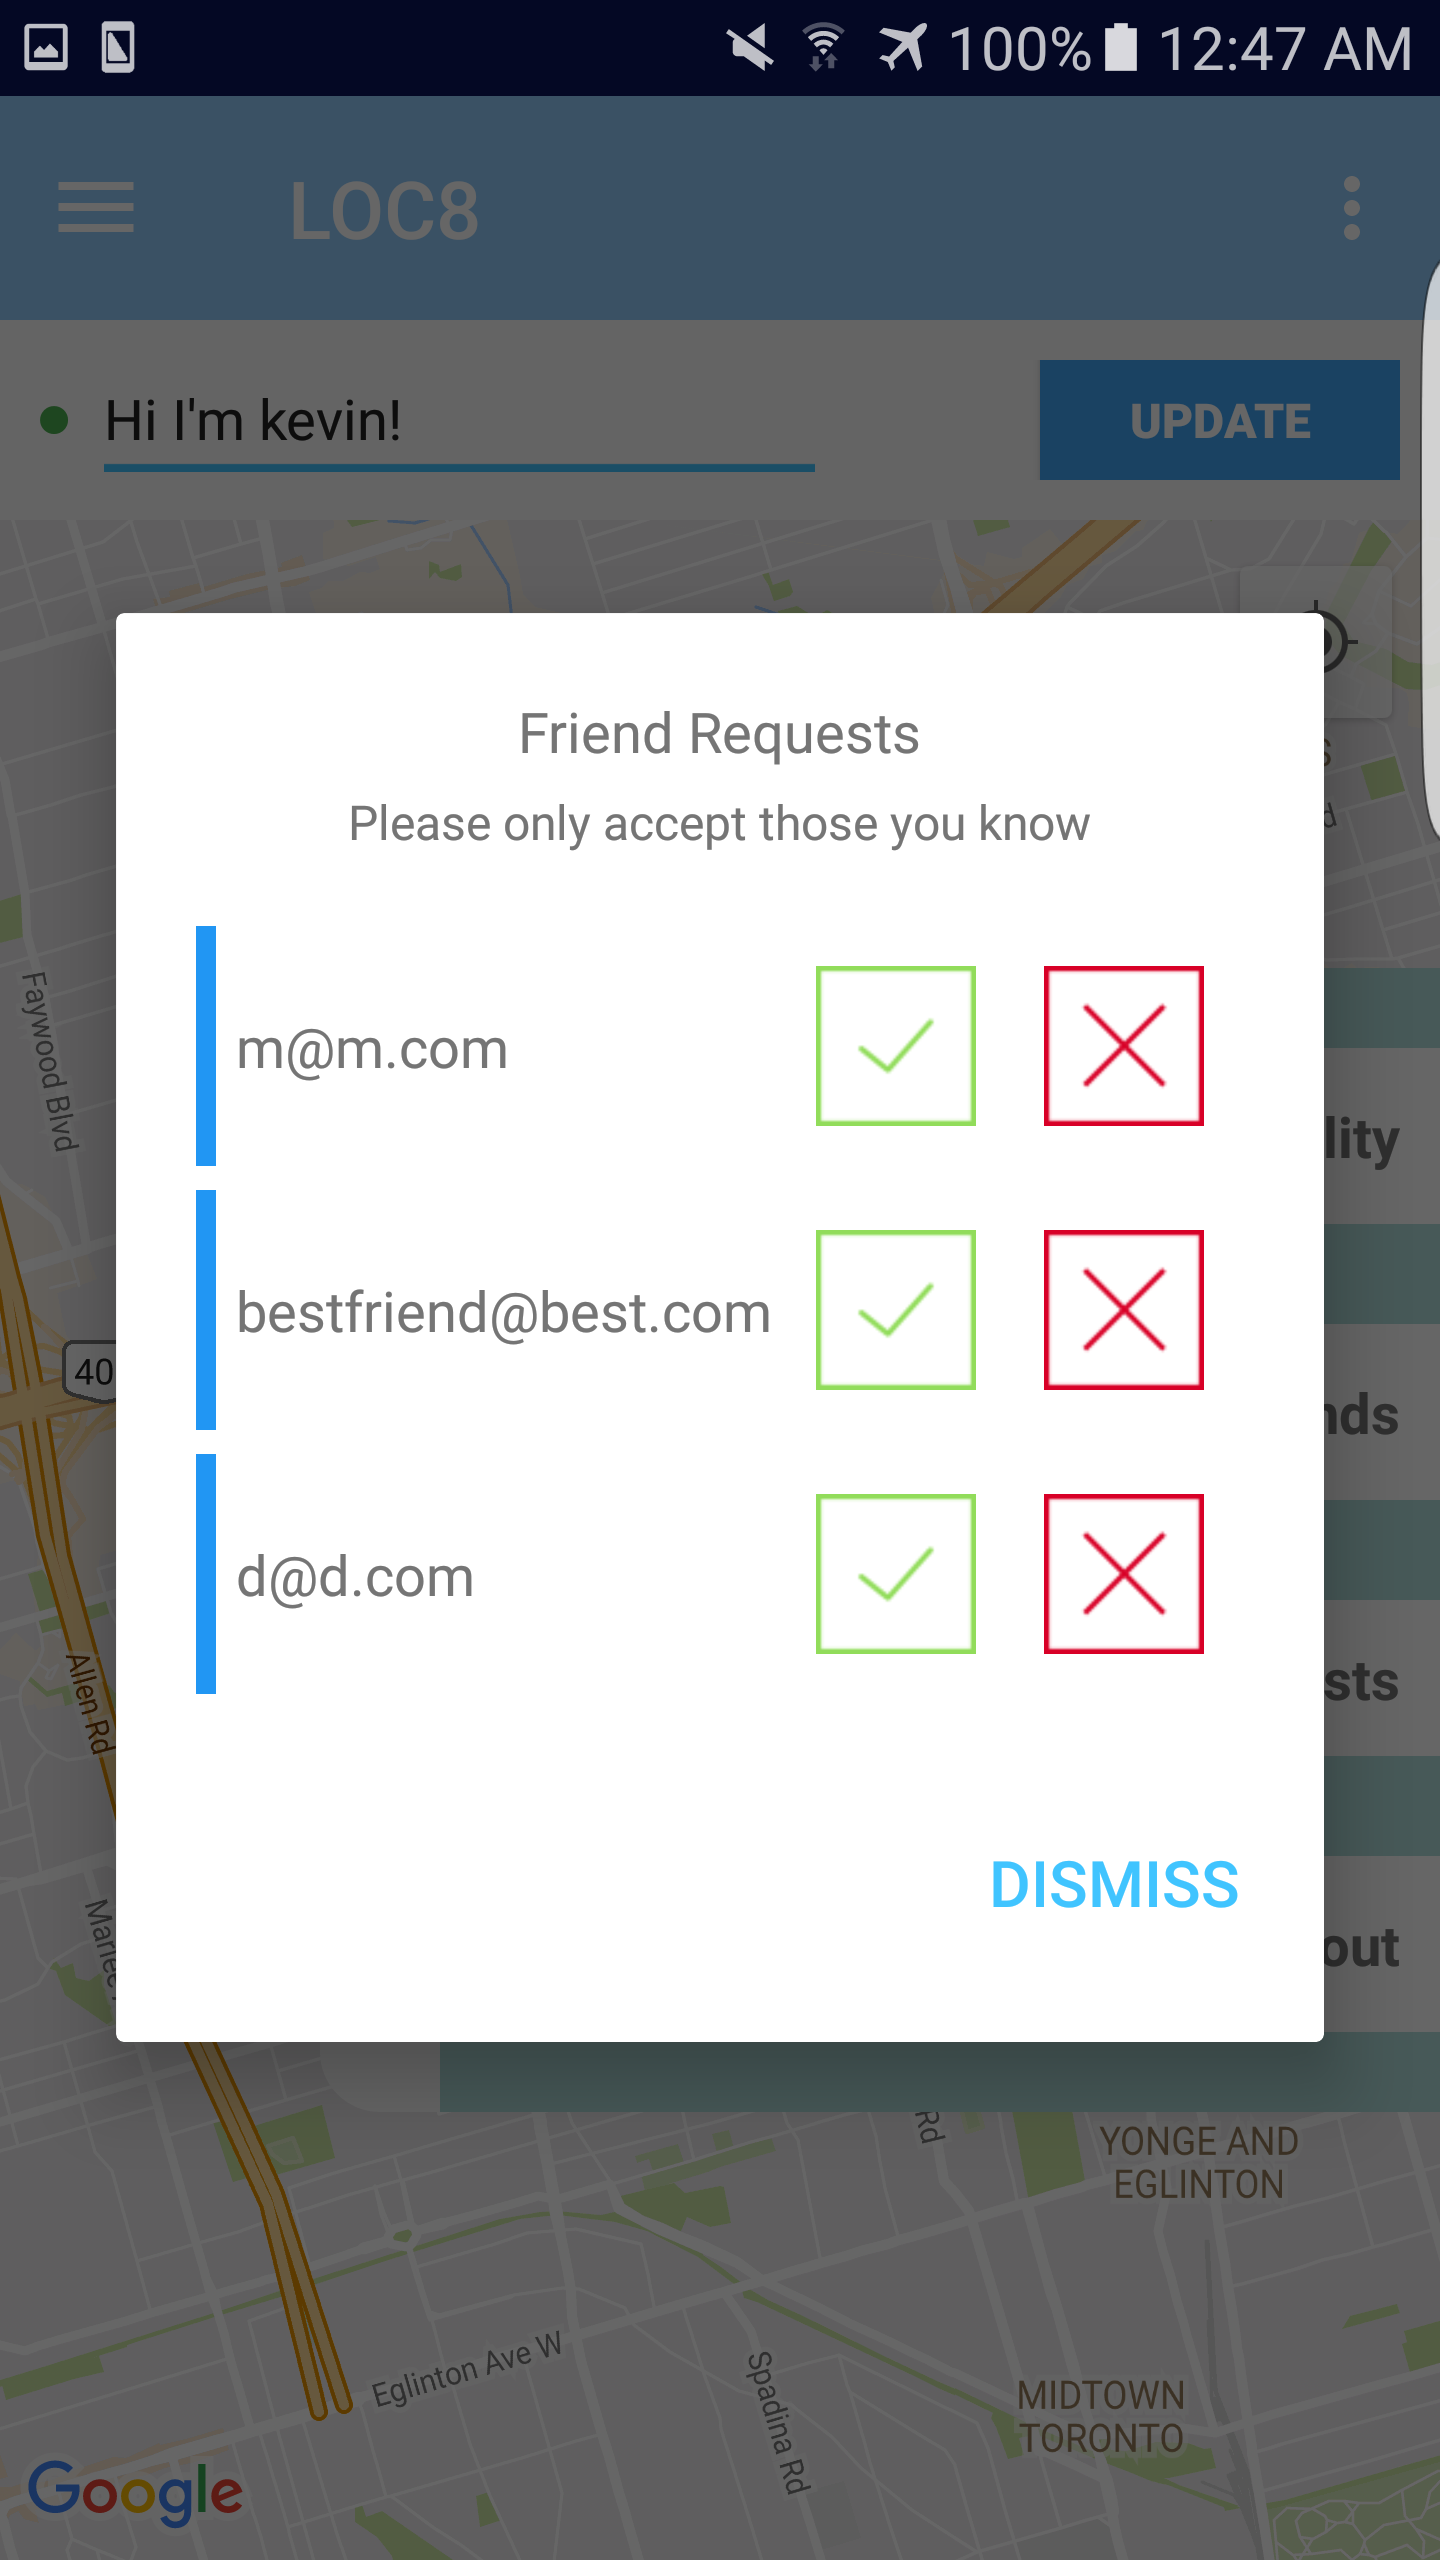 100% 12:47 AM
LOC8
Hi I'm kevin!
UPDATE
Friend Requests
Please only accept those you know
Faywood Blvd
m@m.com
lity
bestfriend@best.com
40
nds
d@d.com
Allen Rd
sts
DISMISS
out
Rd
YONGE AND
EGLINTON
Eglinton Ave W
Spadina Rd
MIDTOWN
TORONTO
Google